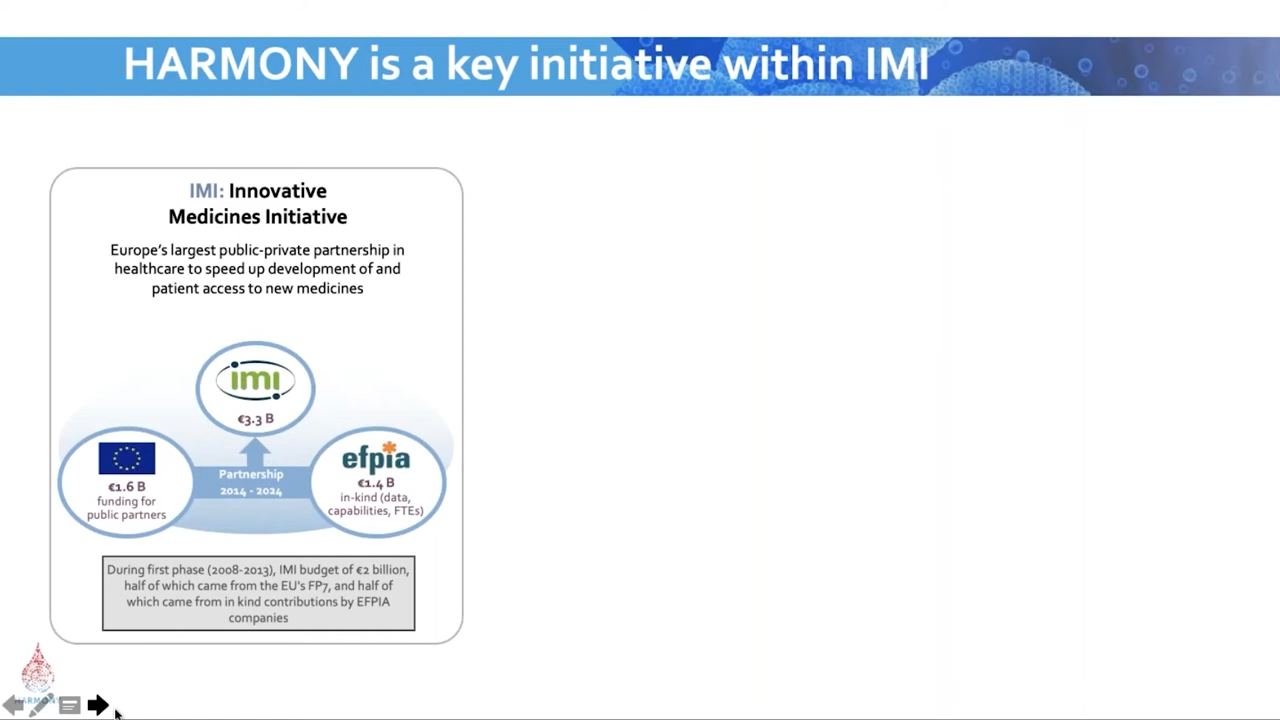 HARMONY is a key initiative within IMI
IMI: Innovative
Medicines Initiative
Europe's largest public-private partnership in
healthcare to speed up development of and
patient access to new medicines
imi
€3.3 B
€1.6 B
funding for
public partners
Partnership
2014 - 2024
efpia
€1.4 B
in-kind (data,
capabilities, FTEs)
During first phase (2008-2013), IMI budget of €2 billion,
half of which came from the EU's FP7, and half of
which came from in kind contributions by EFPIA
companies
HARMONY